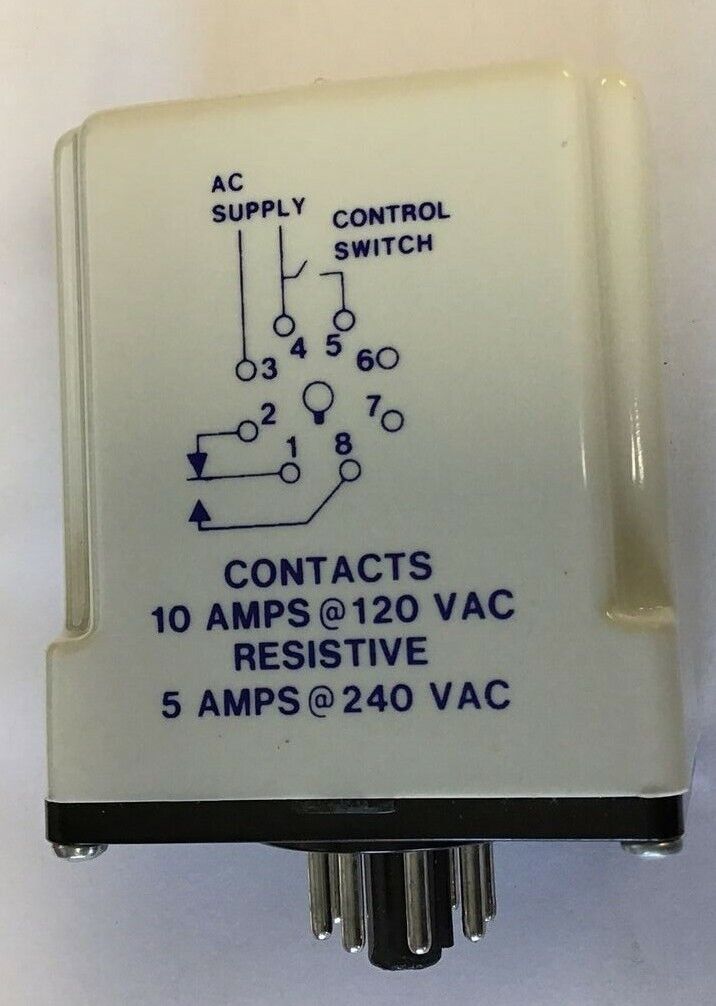 AC
SUPPLY
CONTROL
SWITCH
4 5
3 6
2 7
1 8
CONTACTS
10 AMPS @ 120 VAC
RESISTIVE
5 AMPS @ 240 VAC